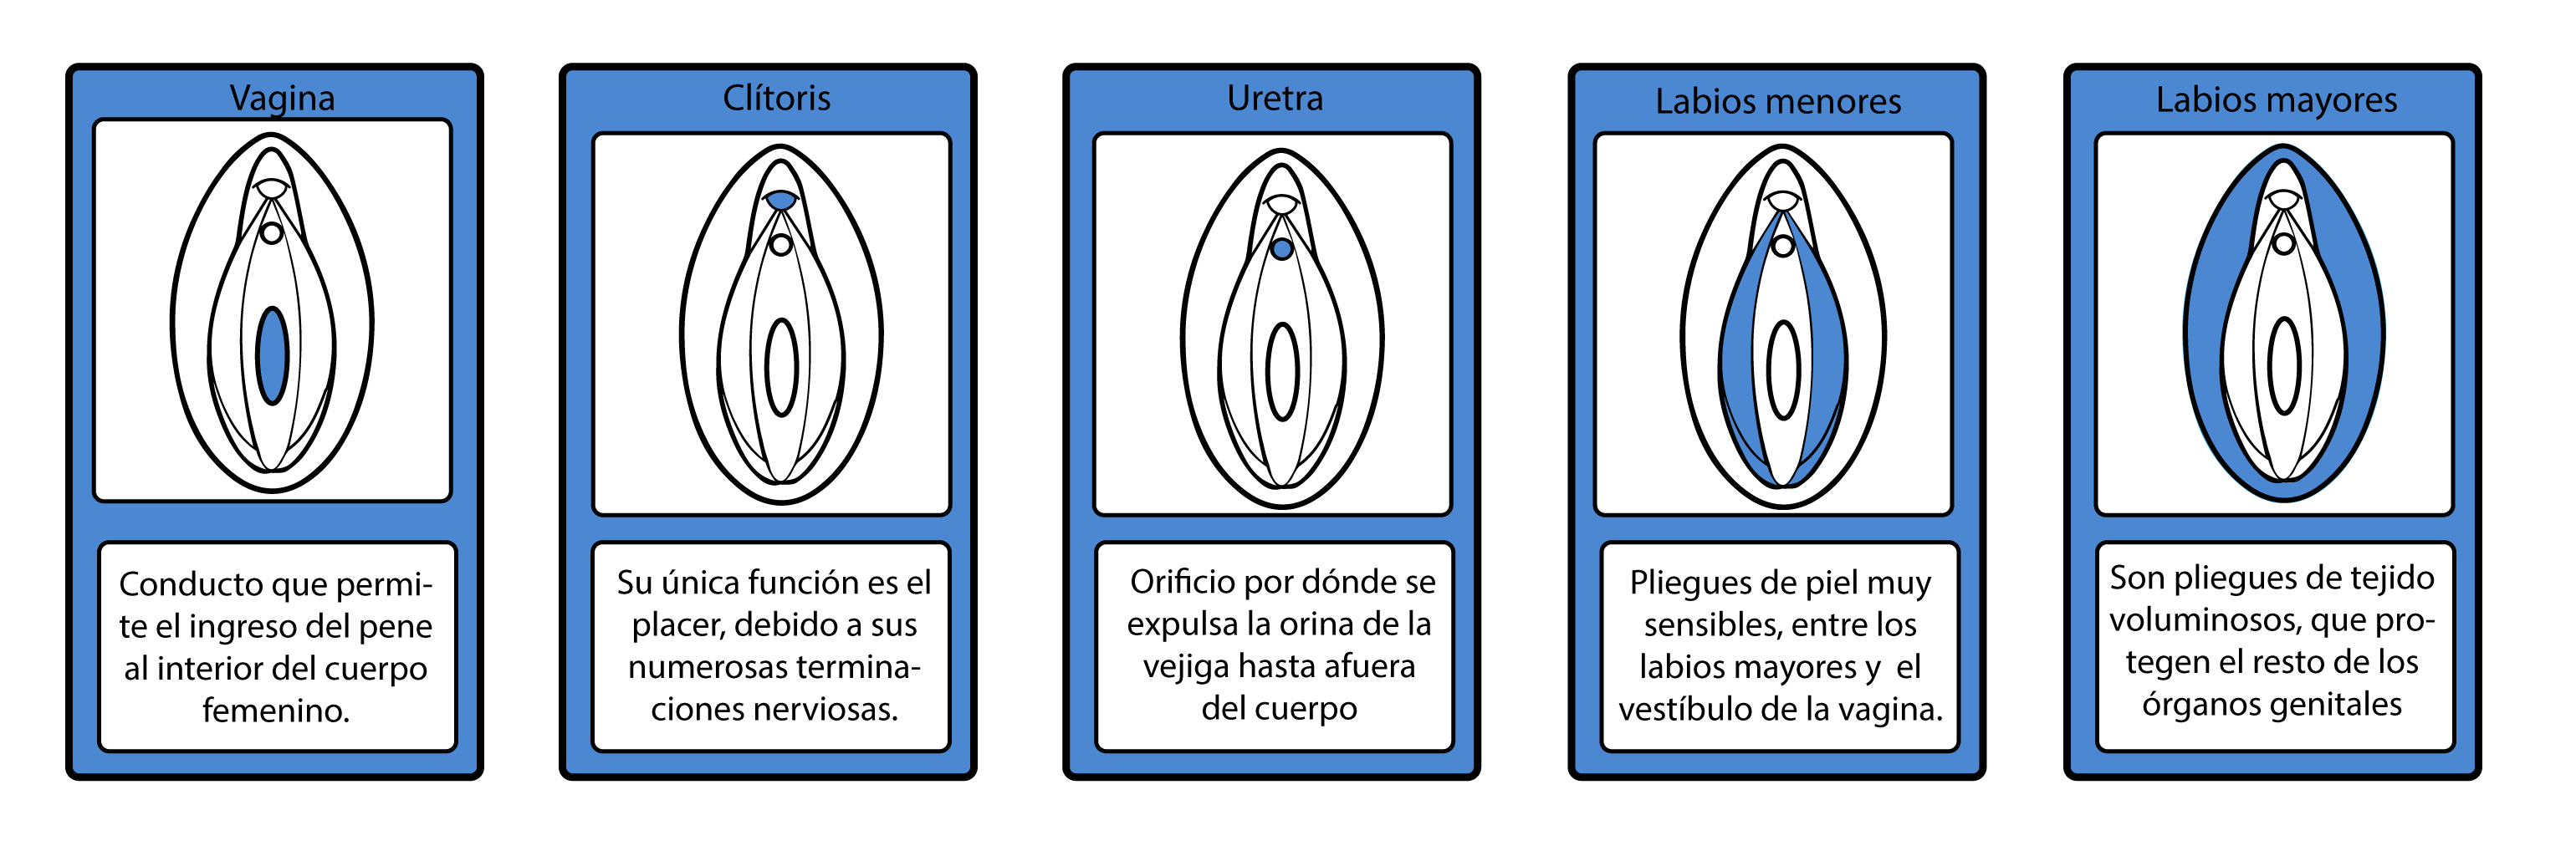 Vagina
Conducto que permi-
te el ingreso del pene
al interior del cuerpo
femenino.
Clítoris
Su única función es el
placer, debido a sus
numerosas termina-
ciones nerviosas.
Uretra
Orificio por dónde se
expulsa la orina de la
vejiga hasta afuera
del cuerpo
Labios menores
Pliegues de piel muy
sensibles, entre los
labios mayores y el
vestíbulo de la vagina.
Labios mayores
Son pliegues de tejido
voluminosos, que pro-
tegen el resto de los
órganos genitales